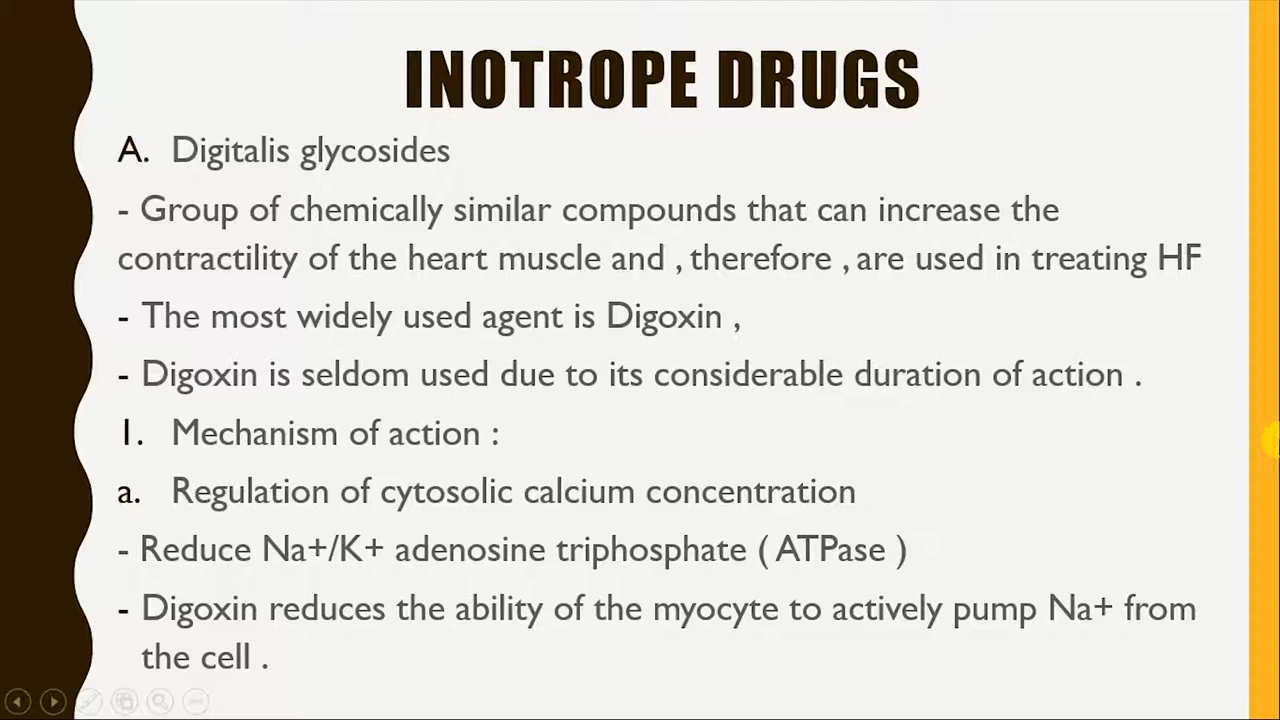 INOTROPE DRUGS
A. Digitalis glycosides
- Group of chemically similar compounds that can increase the
contractility of the heart muscle and , therefore , are used in treating HF
- The most widely used agent is Digoxin ,
- Digoxin is seldom used due to its considerable duration of action .
1. Mechanism of action :
a. Regulation of cytosolic calcium concentration
- Reduce Na+/K+ adenosine triphosphate ( ATPase )
- Digoxin reduces the ability of the myocyte to actively pump Na+ from
the cell .